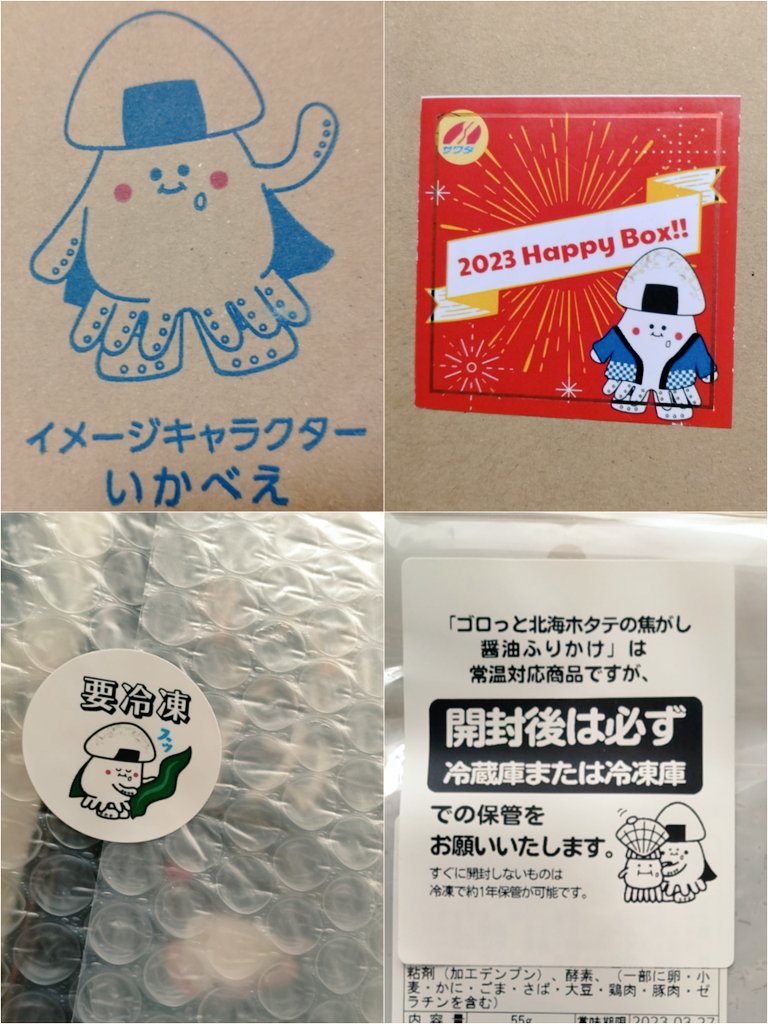 イメージキャラクター
いかべえ
サワタ
2023 Happy Box!!
要冷凍
スッ
「ゴロっと北海ホタテの焦がし
醤油ふりかけ」は
常温対応商品ですが、
開封後は必ず
冷蔵庫または冷凍庫
での保管を
お願いいたします。
すぐに開封しないものは
冷凍で約1年保管が可能です。
粘剤（加工デンプン）、酵素、（一部に卵・小
麦・かに・ごま・さば・大豆・鶏肉・豚肉・ゼ
ラチンを含む）
内容量 55g 賞味期限 2023.03.27